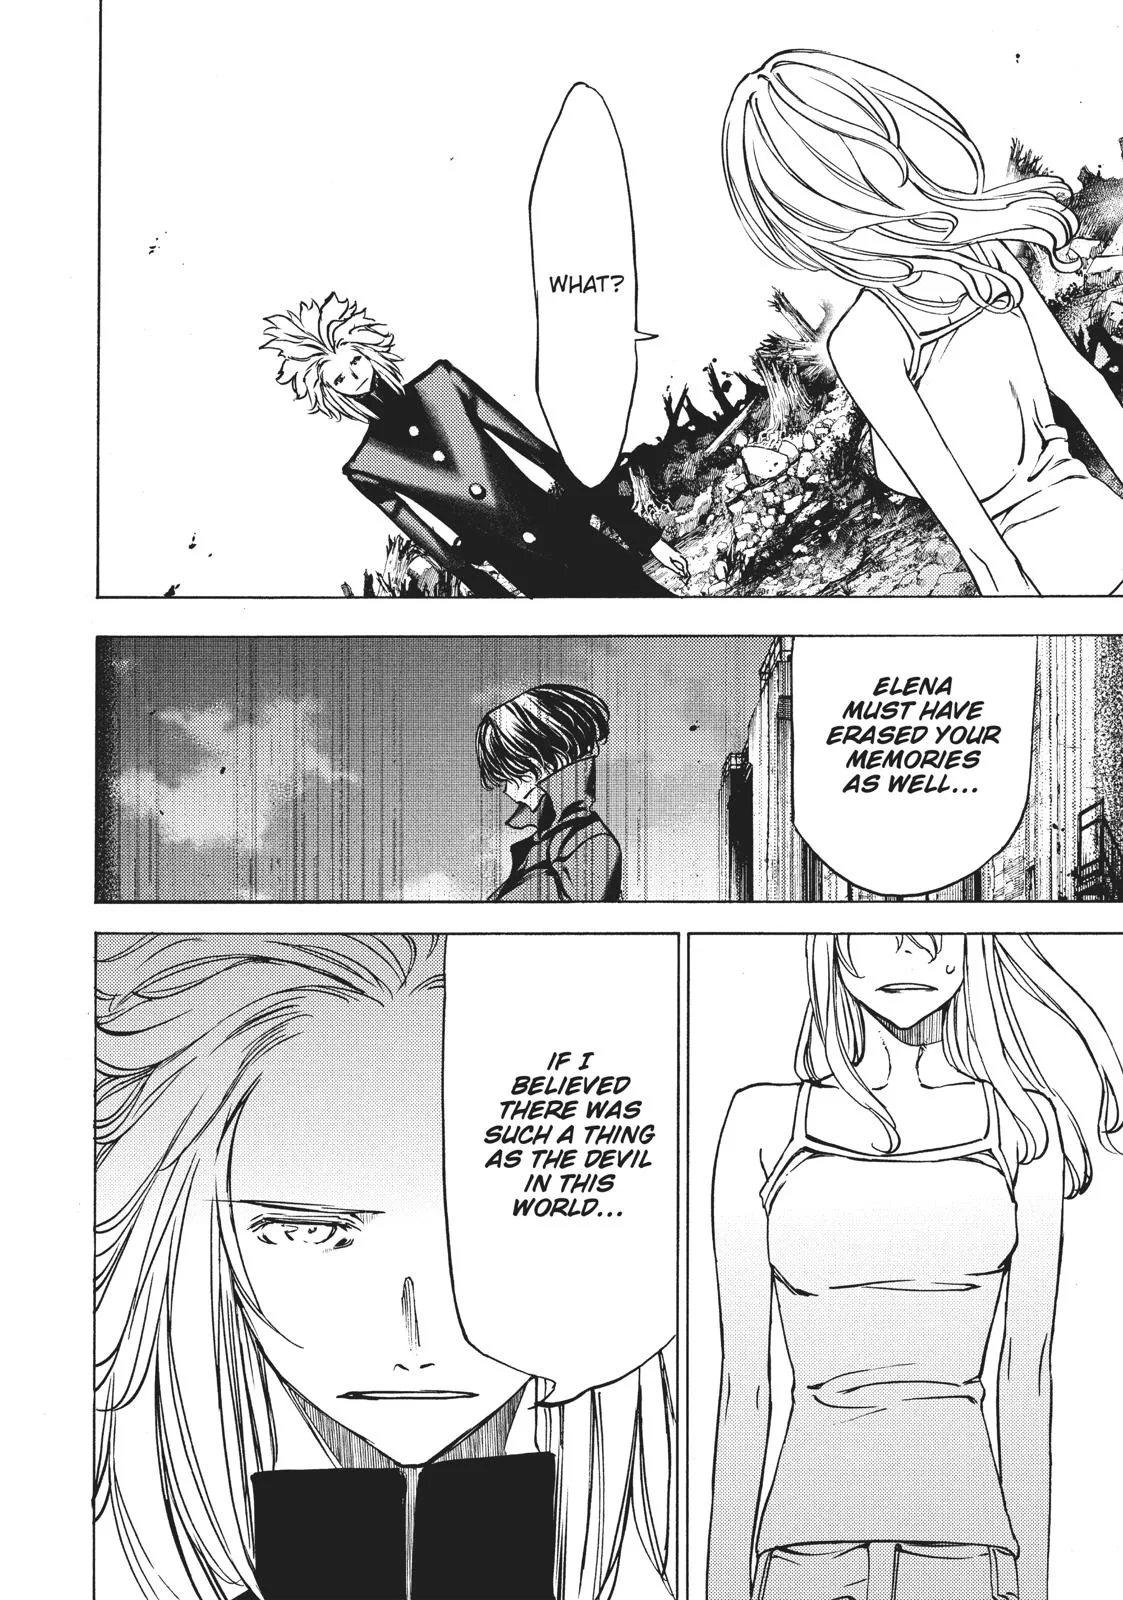 WHAT?
ELENA
MUST HAVE
ERASED YOUR
MEMORIES
AS WELL...
IF I
BELIEVED
THERE WAS
SUCH A THING
AS THE DEVIL
IN THIS
WORLD...